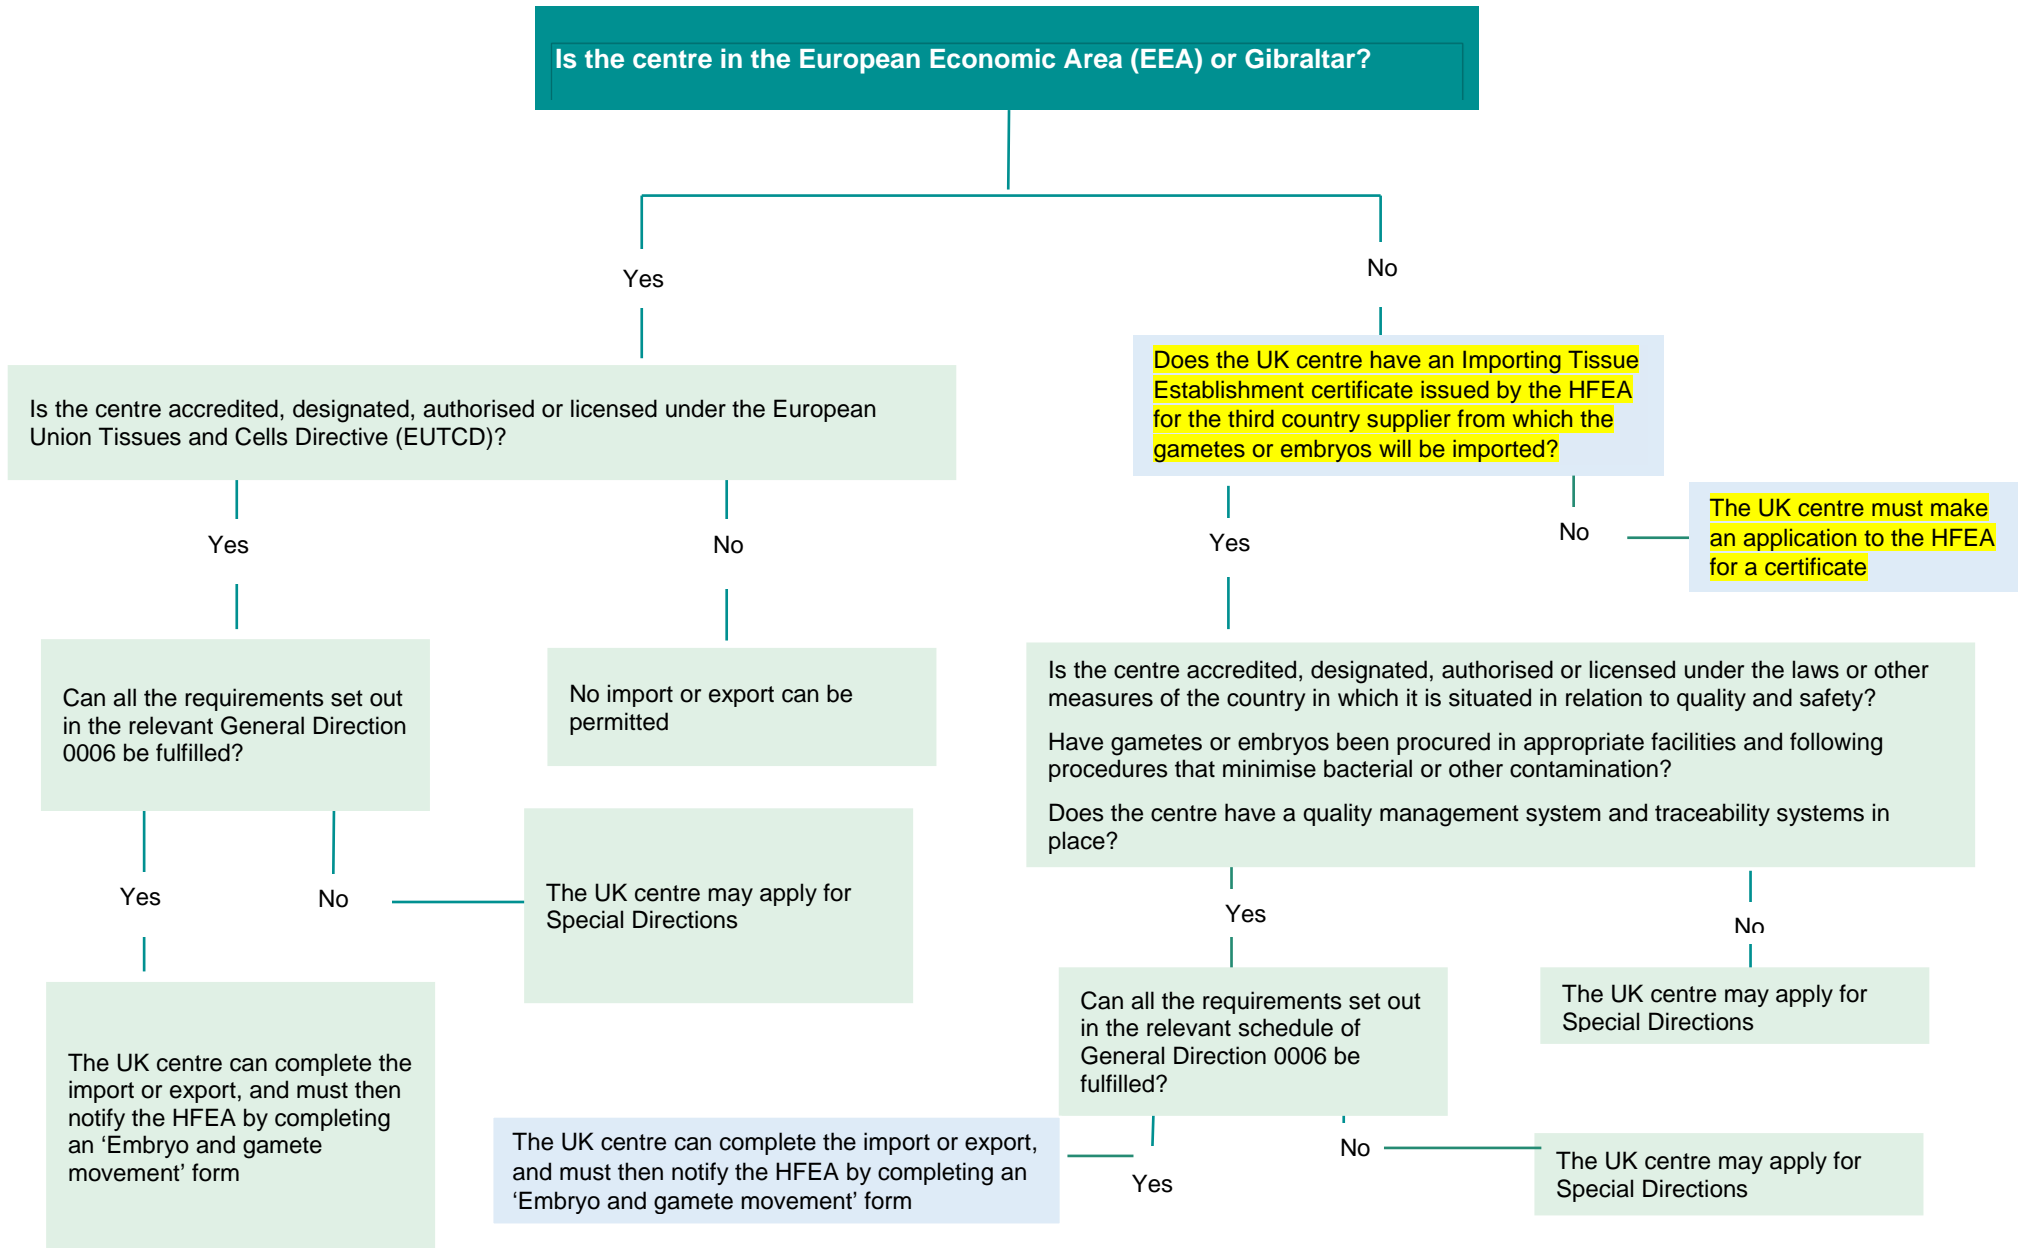 Is the centre in the European Economic Area (EEA) or Gibraltar?
Yes
No
Is the centre accredited, designated, authorised or licensed under the European
Union Tissues and Cells Directive (EUTCD)?
Does the UK centre have an Importing Tissue
Establishment certificate issued by the HFEA
for the third country supplier from which the
gametes or embryos will be imported?
Yes
No
Yes
No
The UK centre must make
an application to the HFEA
for a certificate
Can all the requirements set out
in the relevant General Direction
0006 be fulfilled?
No import or export can be
permitted
Is the centre accredited, designated, authorised or licensed under the laws or other
measures of the country in which it is situated in relation to quality and safety?
Have gametes or embryos been procured in appropriate facilities and following
procedures that minimise bacterial or other contamination?
Does the centre have a quality management system and traceability systems in
place?
Yes
No
The UK centre may apply for
Special Directions
Yes
No
The UK centre can complete the
import or export, and must then
notify the HFEA by completing
an ‘Embryo and gamete
movement’ form
Can all the requirements set out
in the relevant schedule of
General Direction 0006 be
fulfilled?
The UK centre may apply for
Special Directions
The UK centre can complete the import or export,
and must then notify the HFEA by completing an
‘Embryo and gamete movement’ form
Yes
No
The UK centre may apply for
Special Directions